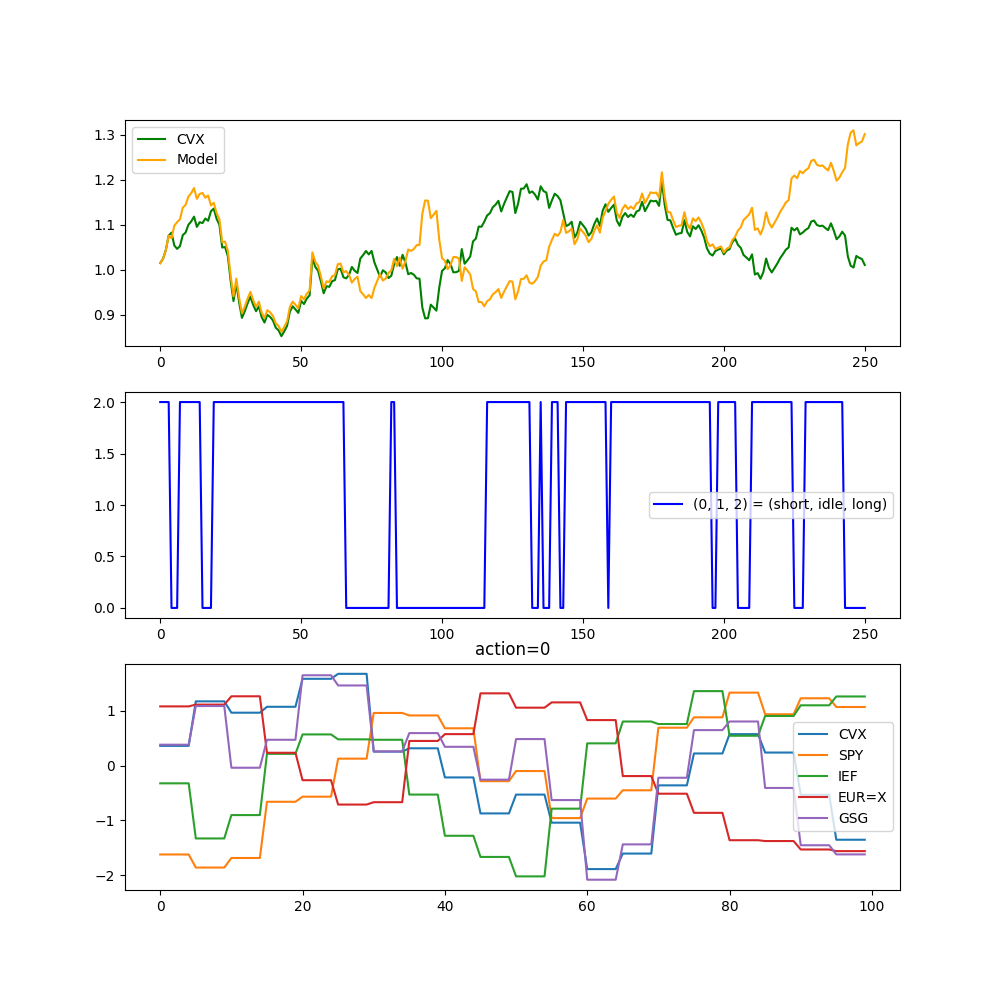 1.3
1.2
1.1
1.0
0.9
CVX
Model
0 50 100 150 200 250
2.0
1.5
1.0
0.5
0.0
(0, 1, 2) = (short, idle, long)
0 50 100 150 200 250
action=0
1
0
−1
−2
CVX
SPY
IEF
EUR=X
GSG
0 20 40 60 80 100